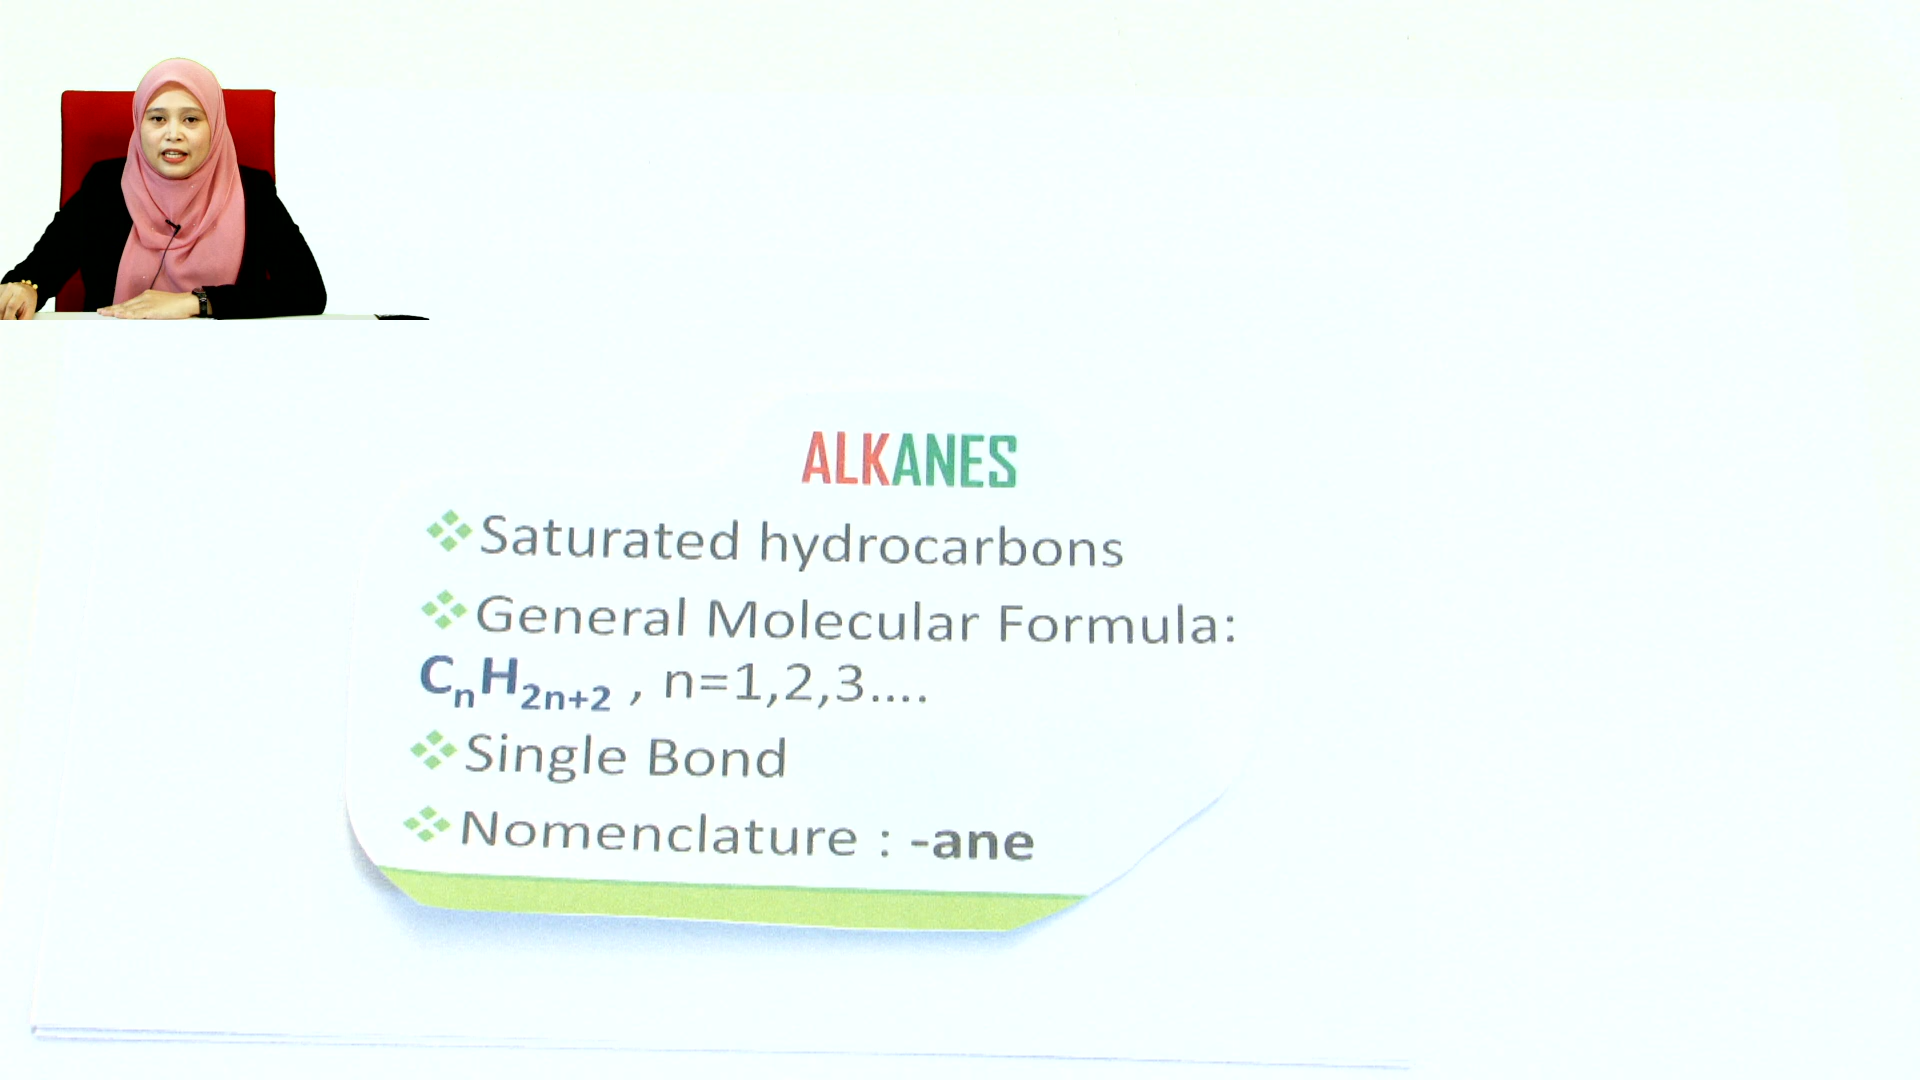 ALKANES
Saturated hydrocarbons
General Molecular Formula:
CₙH₂ₙ₊₂ , n=1,2,3....
Single Bond
Nomenclature : -ane